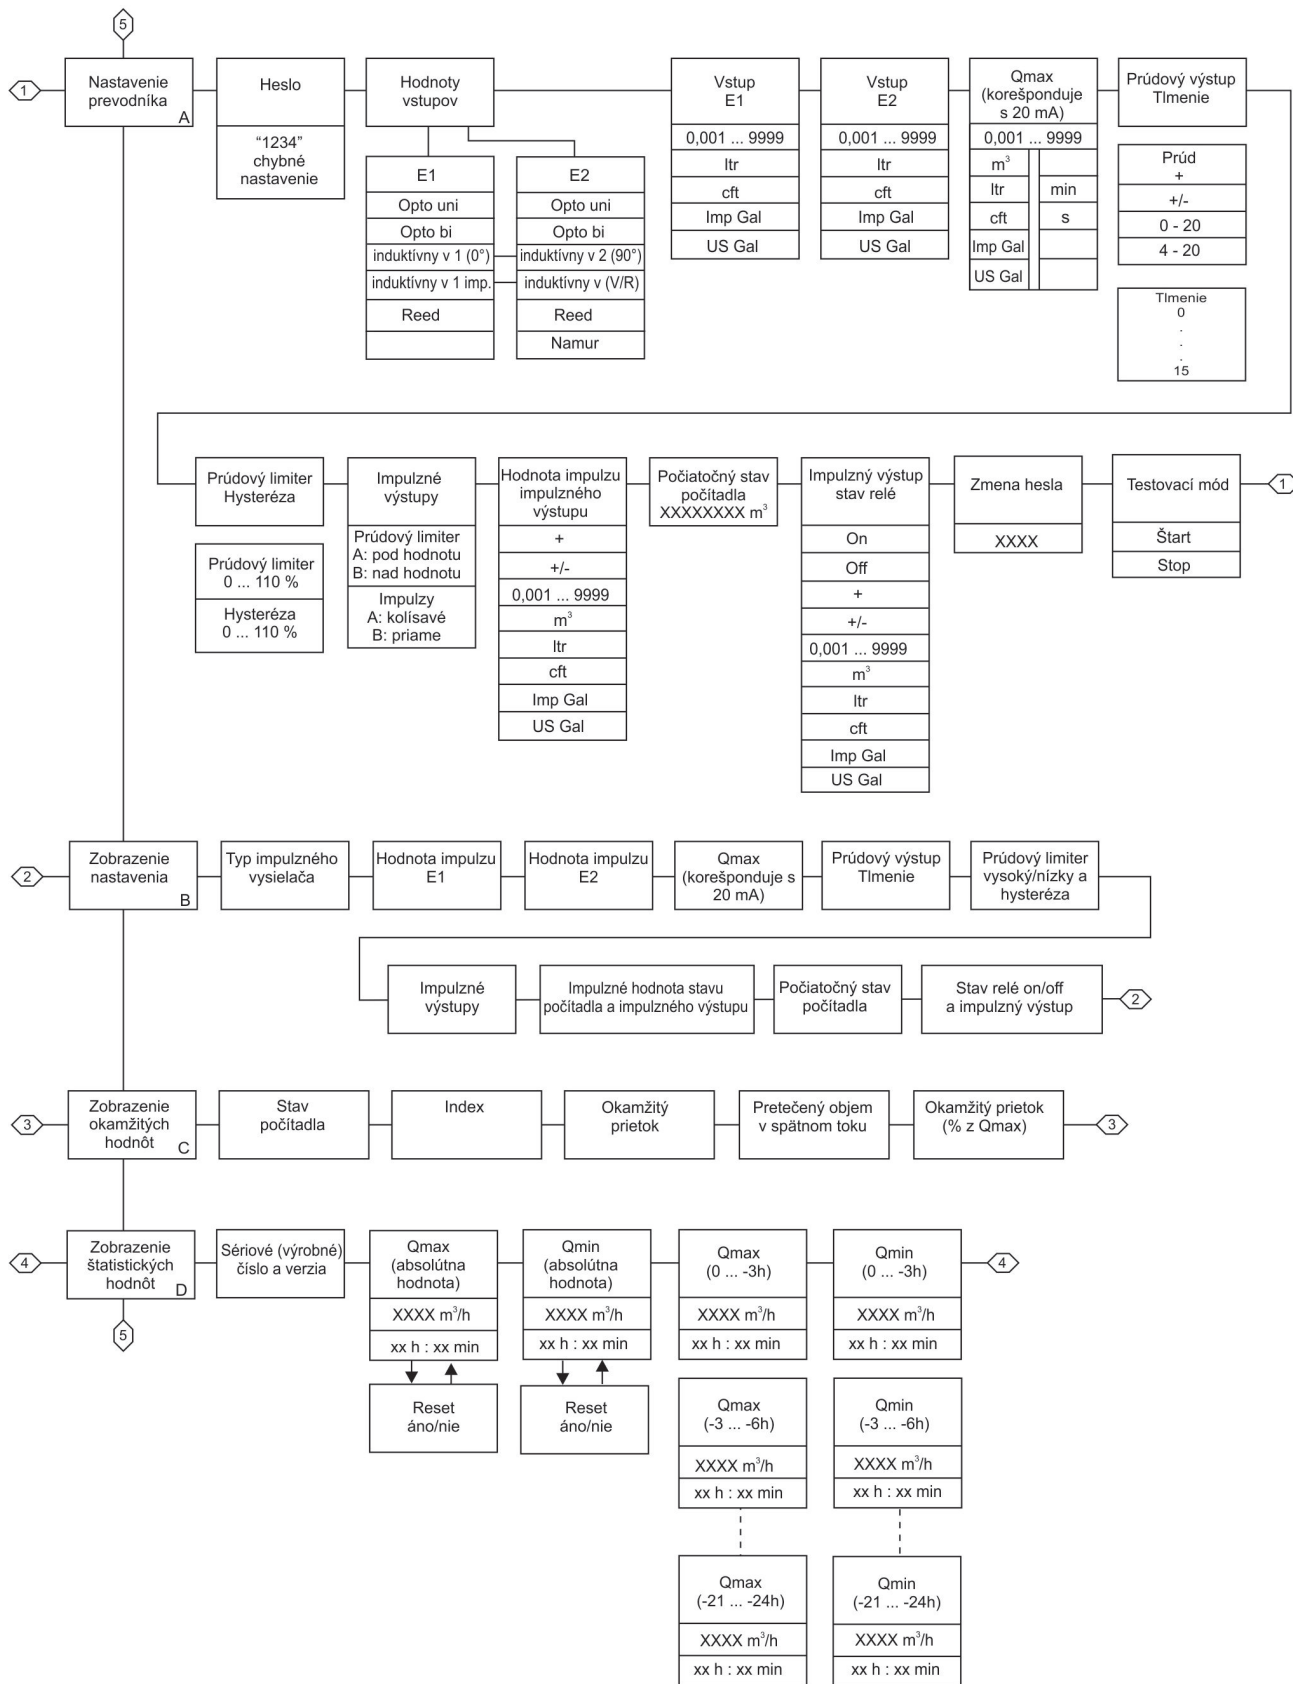 5
1
Nastavenie
prevodníka
A
Heslo
"1234"
chybné
nastavenie
Hodnoty
vstupov
E1
Opto uni
Opto bi
induktívny v 1 (0°)
induktívny v 1 imp.
Reed
E2
Opto uni
Opto bi
induktívny v 2 (90°)
induktívny v (V/R)
Reed
Namur
Vstup
E1
0,001 ... 9999
ltr
cft
Imp Gal
US Gal
Vstup
E2
0,001 ... 9999
ltr
cft
Imp Gal
US Gal
Qmax
(korešponduje
s 20 mA)
0,001 ... 9999
m³
ltr
min
cft
s
Imp Gal
US Gal
Prúdový výstup
Tlmenie
Prúd
+
+/-
0 - 20
4 - 20
Tlmenie
0
.
.
.
15
Prúdový limiter
Hysteréza
Prúdový limiter
0 ... 110 %
Hysteréza
0 ... 110 %
Impulzné
výstupy
Prúdový limiter
A: pod hodnotu
B: nad hodnotu
Impulzy
A: kolísavé
B: priame
Hodnota impulzu
impulzného
výstupu
+
+/-
0,001 ... 9999
m³
ltr
cft
Imp Gal
US Gal
Počiatočný stav
počítadla
XXXXXXXX m³
Impulzný výstup
stav relé
On
Off
+
+/-
0,001 ... 9999
m³
ltr
cft
Imp Gal
US Gal
Zmena hesla
XXXX
Testovací mód
Štart
Stop
1
2
Zobrazenie
nastavenia
B
Typ impulzného
vysielača
Hodnota impulzu
E1
Hodnota impulzu
E2
Qmax
(korešponduje s
20 mA)
Prúdový výstup
Tlmenie
Prúdový limiter
vysoký/nízky a
hysteréza
Impulzné
výstupy
Impulzné hodnota stavu
počítadla a impulzného výstupu
Počiatočný stav
počítadla
Stav relé on/off
a impulzný výstup
2
3
Zobrazenie
okamžitých
hodnôt
C
Stav
počítadla
Index
Okamžitý
prietok
Pretečený objem
v spätnom toku
Okamžitý prietok
(% z Qmax)
3
4
Zobrazenie
štatistických
hodnôt
D
5
Sériové (výrobné)
číslo a verzia
Qmax
(absolútna
hodnota)
XXXX m³/h
xx h : xx min
Reset
áno/nie
Qmin
(absolútna
hodnota)
XXXX m³/h
xx h : xx min
Reset
áno/nie
Qmax
(0 ... -3h)
XXXX m³/h
xx h : xx min
Qmin
(0 ... -3h)
XXXX m³/h
xx h : xx min
4
Qmax
(-3 ... -6h)
XXXX m³/h
xx h : xx min
Qmin
(-3 ... -6h)
XXXX m³/h
xx h : xx min
Qmax
(-21 ... -24h)
XXXX m³/h
xx h : xx min
Qmin
(-21 ... -24h)
XXXX m³/h
xx h : xx min